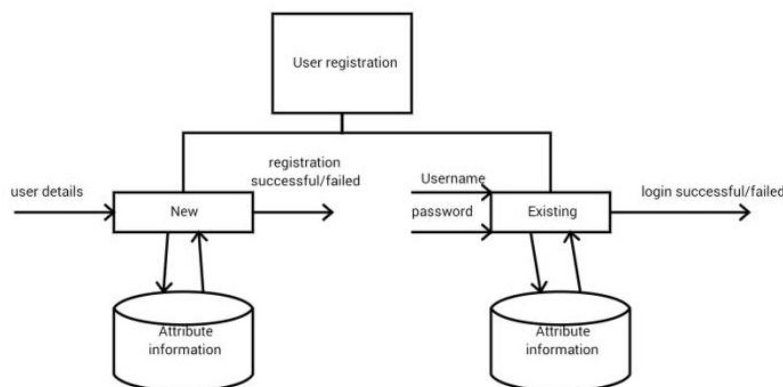 User registration
registration
successful/failed
user details
New
Username
password
Existing
login successful/failed
Attribute
information
Attribute
information